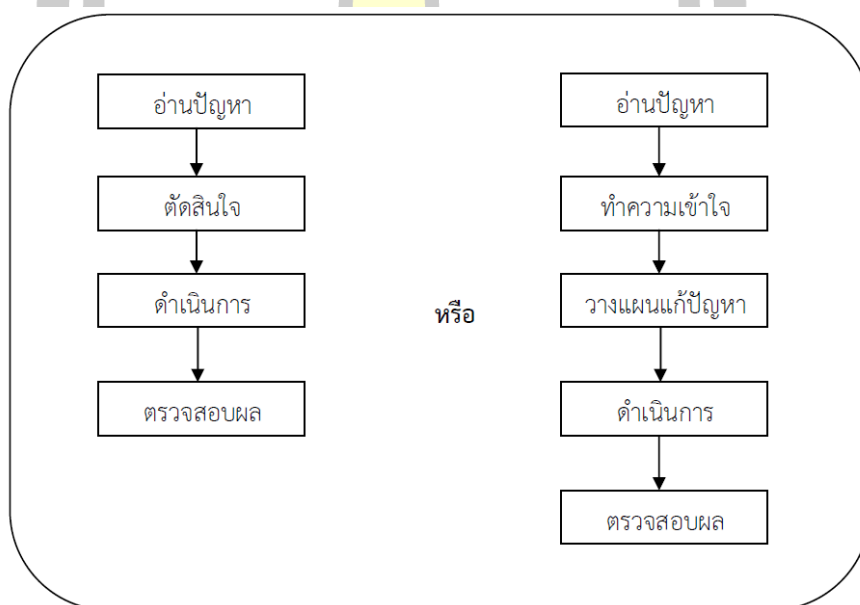 อ่านปัญหา
ตัดสินใจ
ดำเนินการ
ตรวจสอบผล
หรือ
อ่านปัญหา
ทำความเข้าใจ
วางแผนแก้ปัญหา
ดำเนินการ
ตรวจสอบผล